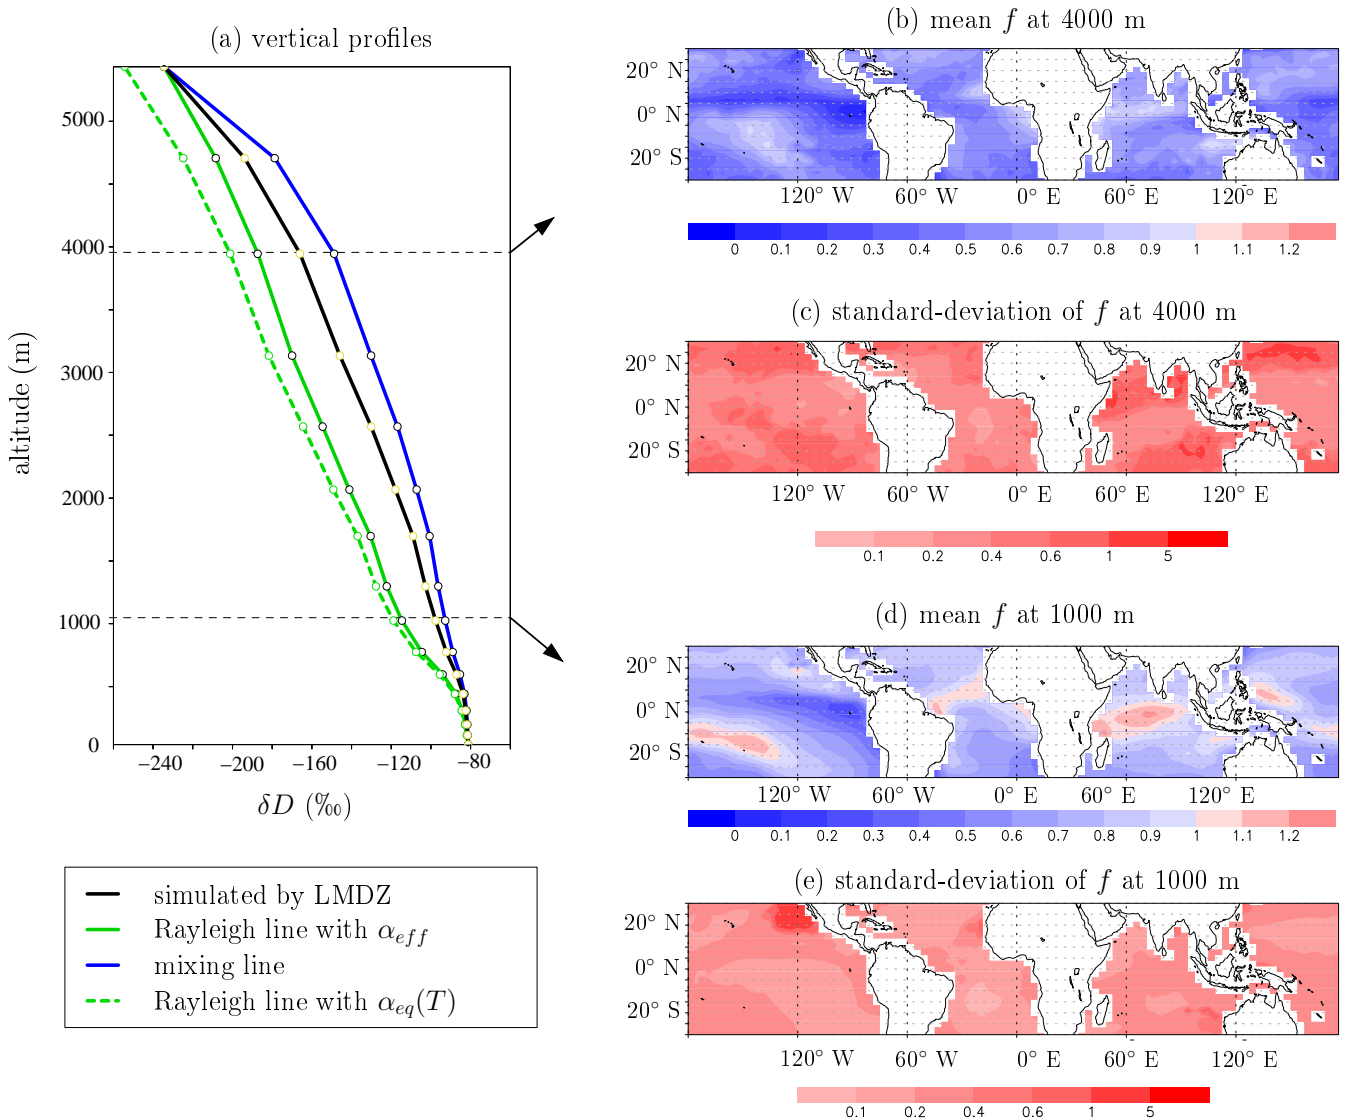 (a) vertical profiles
5000
4000
3000
2000
1000
0
altitude (m)
−240 −200 −160 −120 −80
δD (‰)
simulated by LMDZ
Rayleigh line with α_eff
mixing line
Rayleigh line with α_eq(T)
(b) mean f at 4000 m
20° N
0° N
20° S
120° W 60° W 0° E 60° E 120° E
0 0.1 0.2 0.3 0.4 0.5 0.6 0.7 0.8 0.9 1 1.1 1.2
(c) standard-deviation of f at 4000 m
20° N
0° N
20° S
120° W 60° W 0° E 60° E 120° E
0.1 0.2 0.4 0.6 1 5
(d) mean f at 1000 m
20° N
0° N
20° S
120° W 60° W 0° E 60° E 120° E
0 0.1 0.2 0.3 0.4 0.5 0.6 0.7 0.8 0.9 1 1.1 1.2
(e) standard-deviation of f at 1000 m
20° N
0° N
20° S
120° W 60° W 0° E 60° E 120° E
0.1 0.2 0.4 0.6 1 5